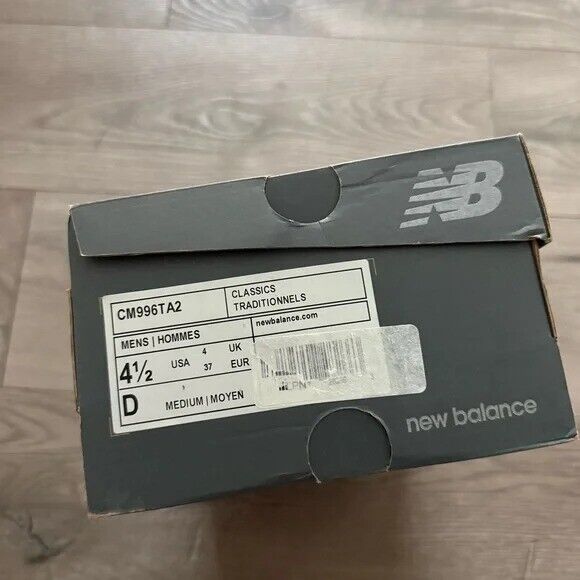 NB
CM996TA2
CLASSICS
TRADITIONNELS
MENS | HOMMES
newbalance.com
4½ USA 4 UK
37 EUR
D MEDIUM | MOYEN
new balance